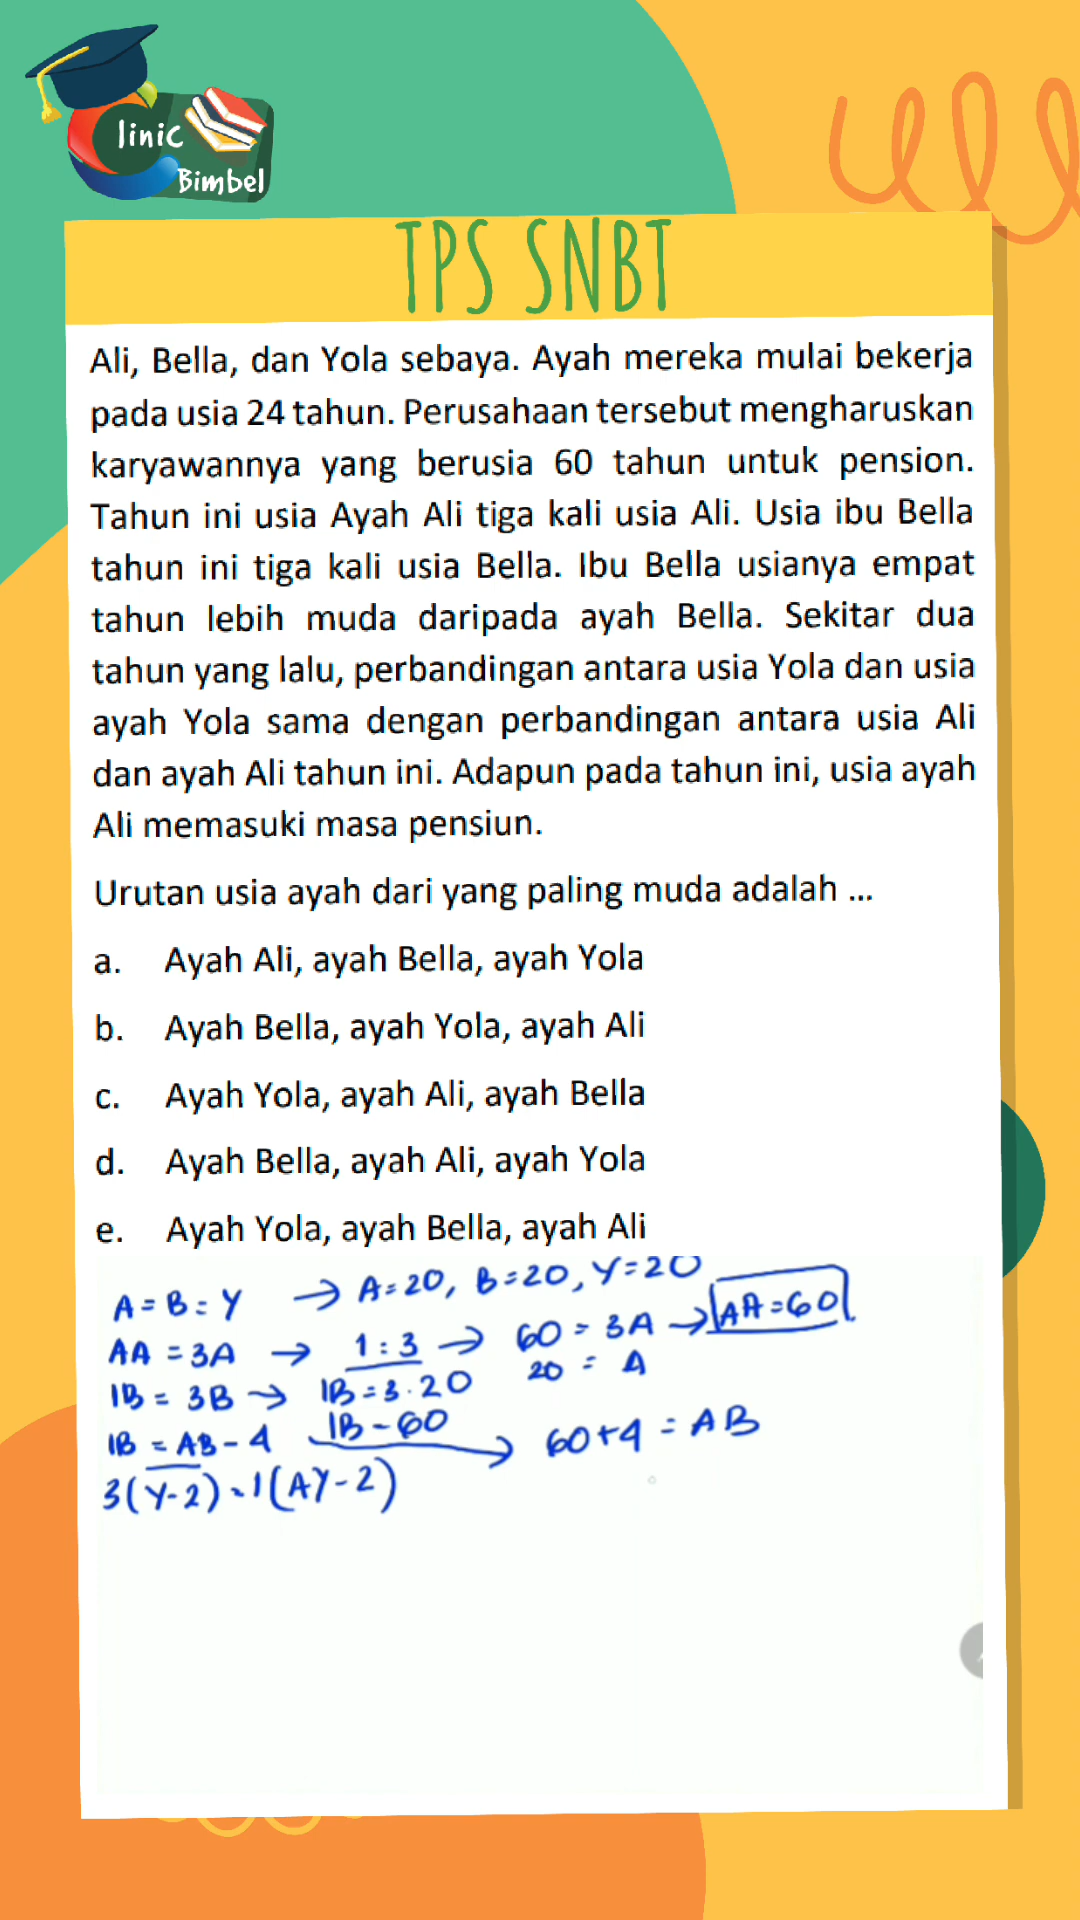 linic
Bimbel
TPS SNBT
Ali, Bella, dan Yola sebaya. Ayah mereka mulai bekerja
pada usia 24 tahun. Perusahaan tersebut mengharuskan
karyawannya yang berusia 60 tahun untuk pension.
Tahun ini usia Ayah Ali tiga kali usia Ali. Usia ibu Bella
tahun ini tiga kali usia Bella. Ibu Bella usianya empat
tahun lebih muda daripada ayah Bella. Sekitar dua
tahun yang lalu, perbandingan antara usia Yola dan usia
ayah Yola sama dengan perbandingan antara usia Ali
dan ayah Ali tahun ini. Adapun pada tahun ini, usia ayah
Ali memasuki masa pensiun.
Urutan usia ayah dari yang paling muda adalah ...
a. Ayah Ali, ayah Bella, ayah Yola
b. Ayah Bella, ayah Yola, ayah Ali
c. Ayah Yola, ayah Ali, ayah Bella
d. Ayah Bella, ayah Ali, ayah Yola
e. Ayah Yola, ayah Bella, ayah Ali
A = B = Y → A = 20, B = 20, Y = 20
AA = 3A → 1 : 3 → 60 = 3A → AA = 60
20 = A
IB = 3B → IB = 3 . 20
IB = AB - 4 IB - 60 → 60 + 4 = AB
3(Y-2) = 1(AY-2)